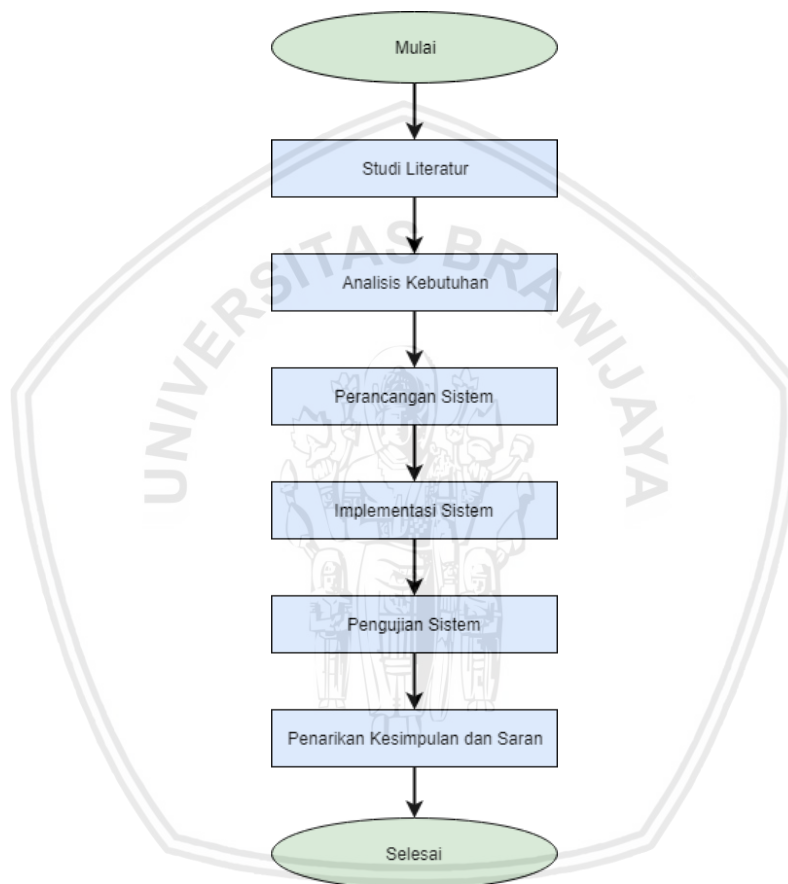 Mulai
Studi Literatur
UNIVERSITAS BRAWIJAYA
Analisis Kebutuhan
Perancangan Sistem
Implementasi Sistem
Pengujian Sistem
Penarikan Kesimpulan dan Saran
Selesai